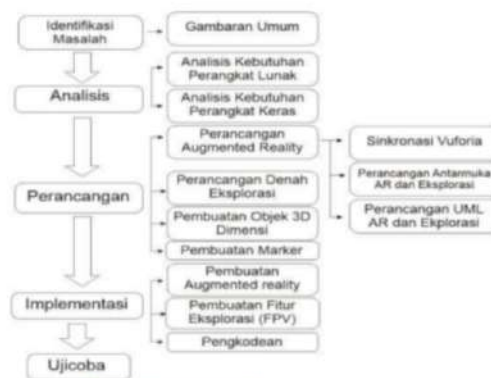 Identifikasi
Masalah
Gambaran Umum
Analisis
Analisis Kebutuhan
Perangkat Lunak
Analisis Kebutuhan
Perangkat Keras
Perancangan
Perancangan
Augmented Reality
Sinkronasi Vuforia
Perancangan Antarmuka
AR dan Eksplorasi
Perancangan UML
AR dan Ekplorasi
Perancangan Denah
Eksplorasi
Pembuatan Objek 3D
Dimensi
Pembuatan Marker
Implementasi
Pembuatan
Augmented reality
Pembuatan Fitur
Eksplorasi (FPV)
Pengkodean
Ujicoba